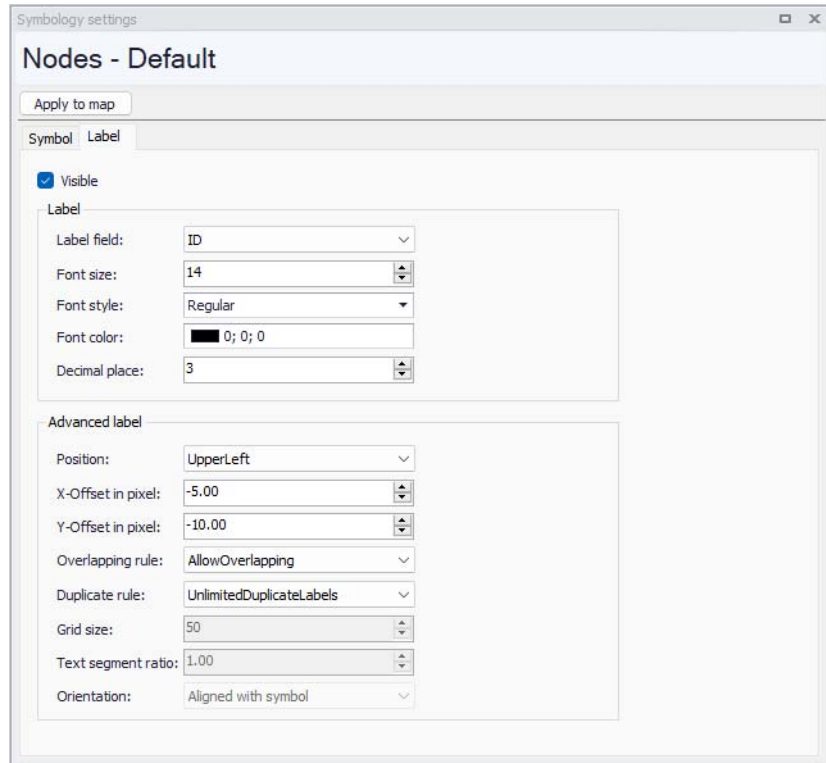 Symbology settings
Nodes - Default
Apply to map
Symbol Label
Visible
Label
Label field: ID
Font size: 14
Font style: Regular
Font color: 0; 0; 0
Decimal place: 3
Advanced label
Position: UpperLeft
X-Offset in pixel: -5.00
Y-Offset in pixel: -10.00
Overlapping rule: AllowOverlapping
Duplicate rule: UnlimitedDuplicateLabels
Grid size: 50
Text segment ratio: 1.00
Orientation: Aligned with symbol